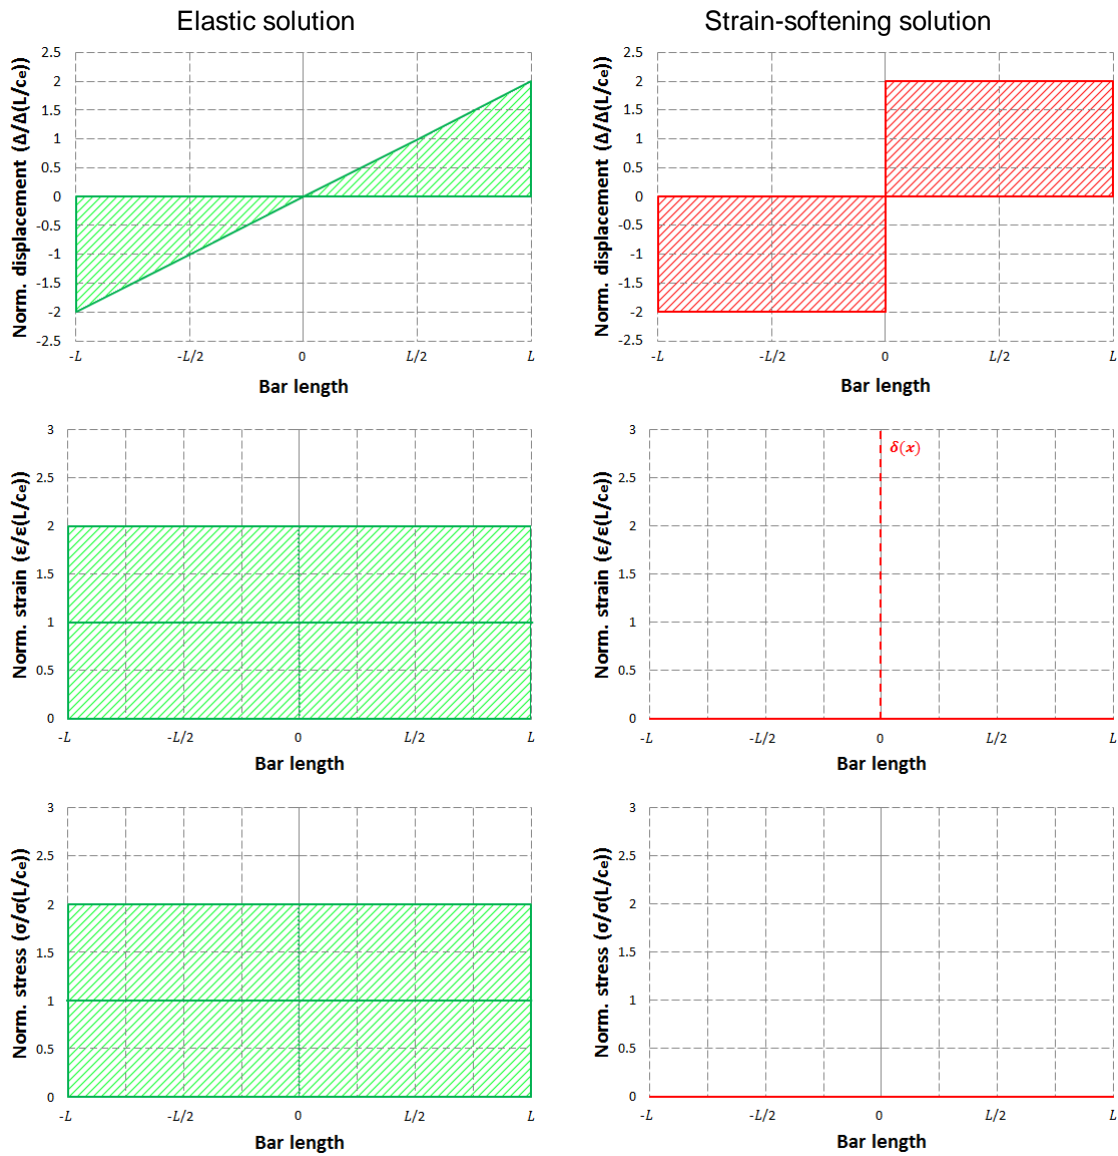 Elastic solution
Strain-softening solution
Norm. displacement (Δ/Δ(L/ce))
2.5
2
1.5
1
0.5
0
-0.5
-1
-1.5
-2
-2.5
-L
-L/2
0
L/2
L
Bar length
Norm. displacement (Δ/Δ(L/ce))
2.5
2
1.5
1
0.5
0
-0.5
-1
-1.5
-2
-2.5
-L
-L/2
0
L/2
L
Bar length
Norm. strain (ε/ε(L/ce))
3
2.5
2
1.5
1
0.5
0
-L
-L/2
0
L/2
L
Bar length
Norm. strain (ε/ε(L/ce))
3
2.5
2
1.5
1
0.5
0
δ(x)
-L
-L/2
0
L/2
L
Bar length
Norm. stress (σ/σ(L/ce))
3
2.5
2
1.5
1
0.5
0
-L
-L/2
0
L/2
L
Bar length
Norm. stress (σ/σ(L/ce))
3
2.5
2
1.5
1
0.5
0
-L
-L/2
0
L/2
L
Bar length